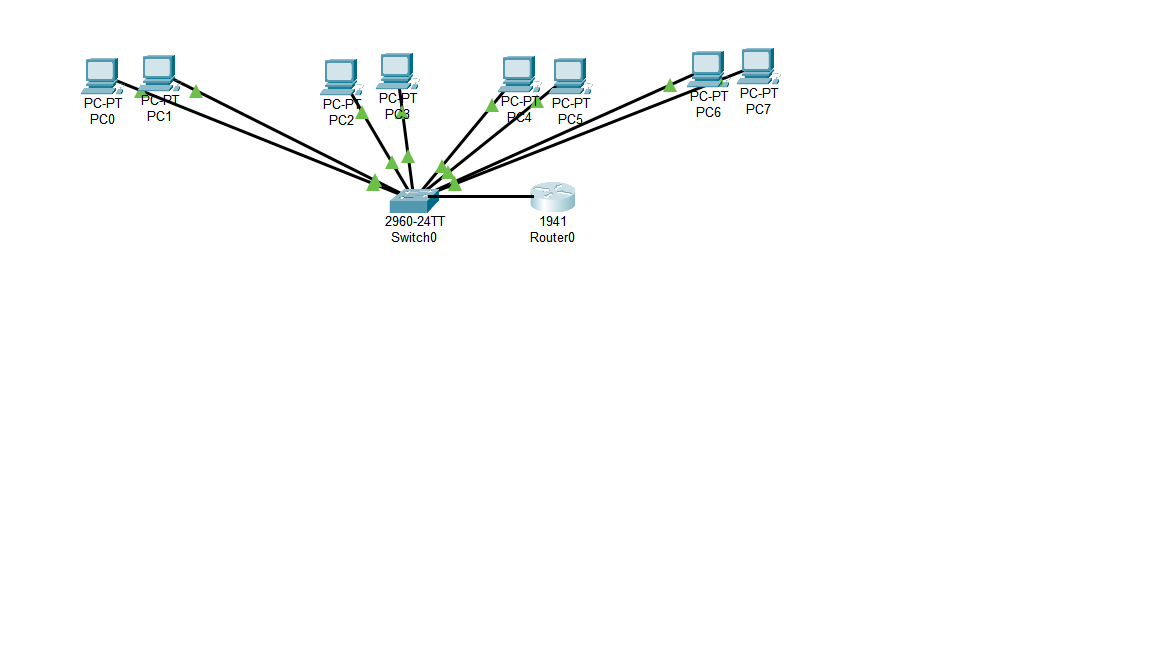 PC-PT
PC0
PC-PT
PC1
PC-PT
PC2
PC-PT
PC3
PC-PT
PC4
PC-PT
PC5
PC-PT
PC6
PC-PT
PC7
2960-24TT
Switch0
1941
Router0